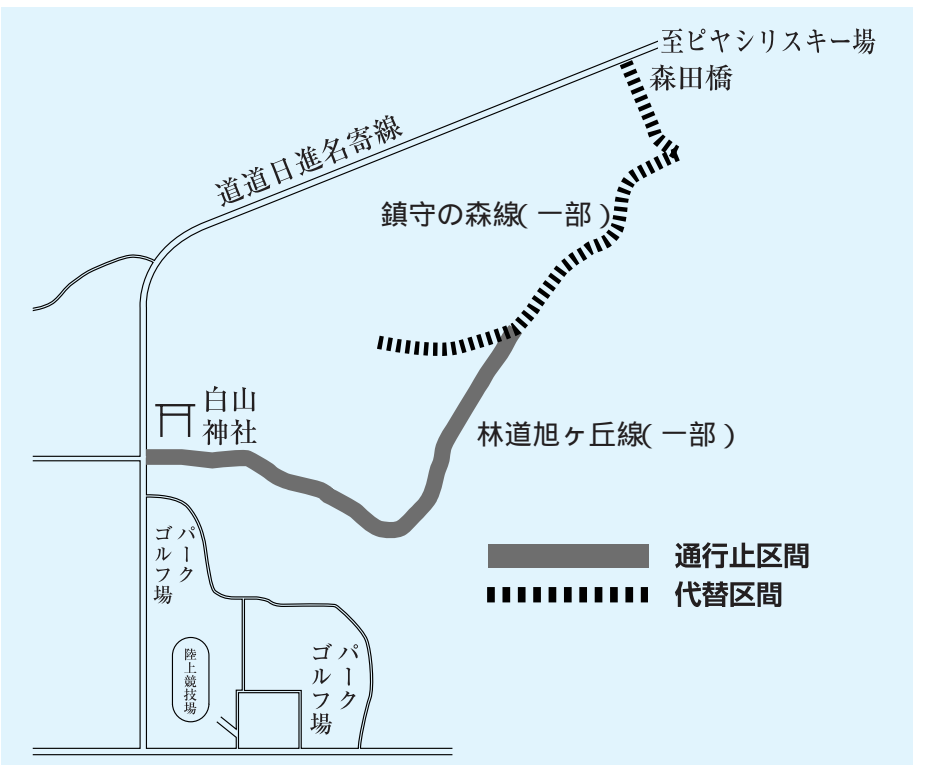 至ピヤシリスキー場
森田橋
道道日進名寄線
鎮守の森線(一部)
白山
神社
林道旭ヶ丘線(一部)
パーク
ゴルフ場
通行止区間
代替区間
陸上競技場
パーク
ゴルフ場